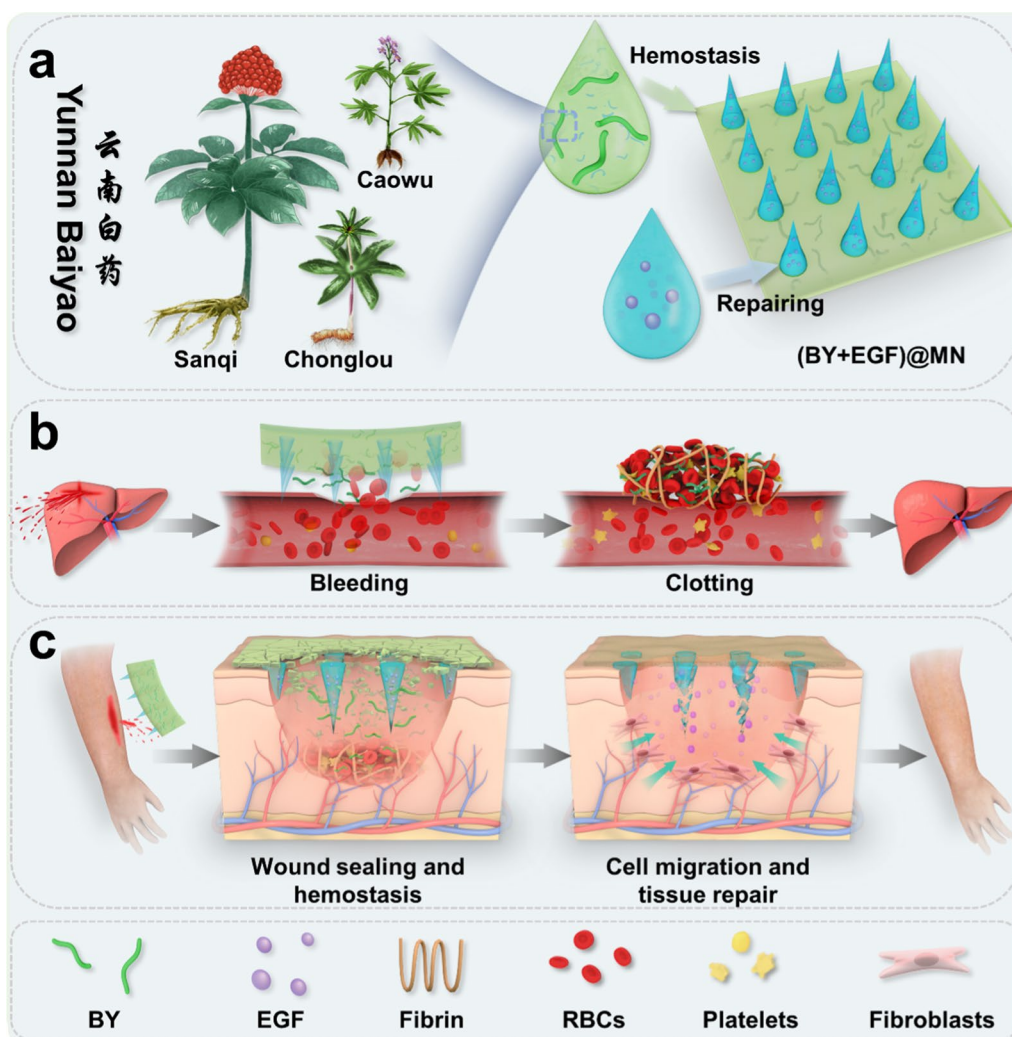 a
Yunnan Baiyao
云南白药
Caowu
Sanqi
Chonglou
Hemostasis
Repairing
(BY+EGF)@MN
b
Bleeding
Clotting
c
Wound sealing and
hemostasis
Cell migration and
tissue repair
BY
EGF
Fibrin
RBCs
Platelets
Fibroblasts